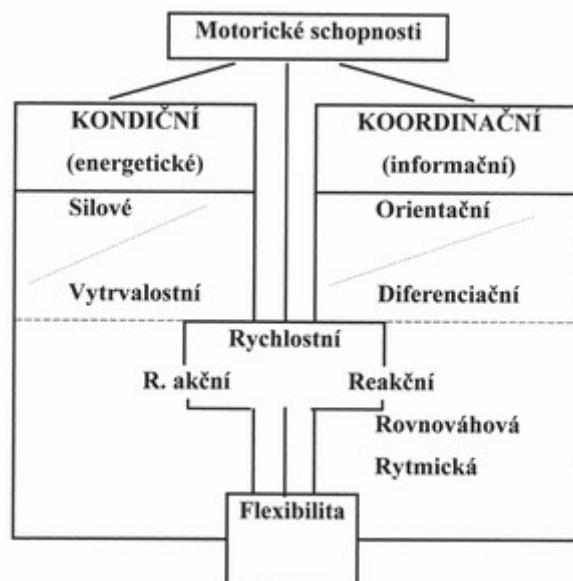 Motorické schopnosti
KONDIČNÍ
(energetické)
KOORDINAČNÍ
(informační)
Silové
Orientační
Vytrvalostní
Diferenciační
Rychlostní
R. akční
Reakční
Rovnováhová
Rytmická
Flexibilita